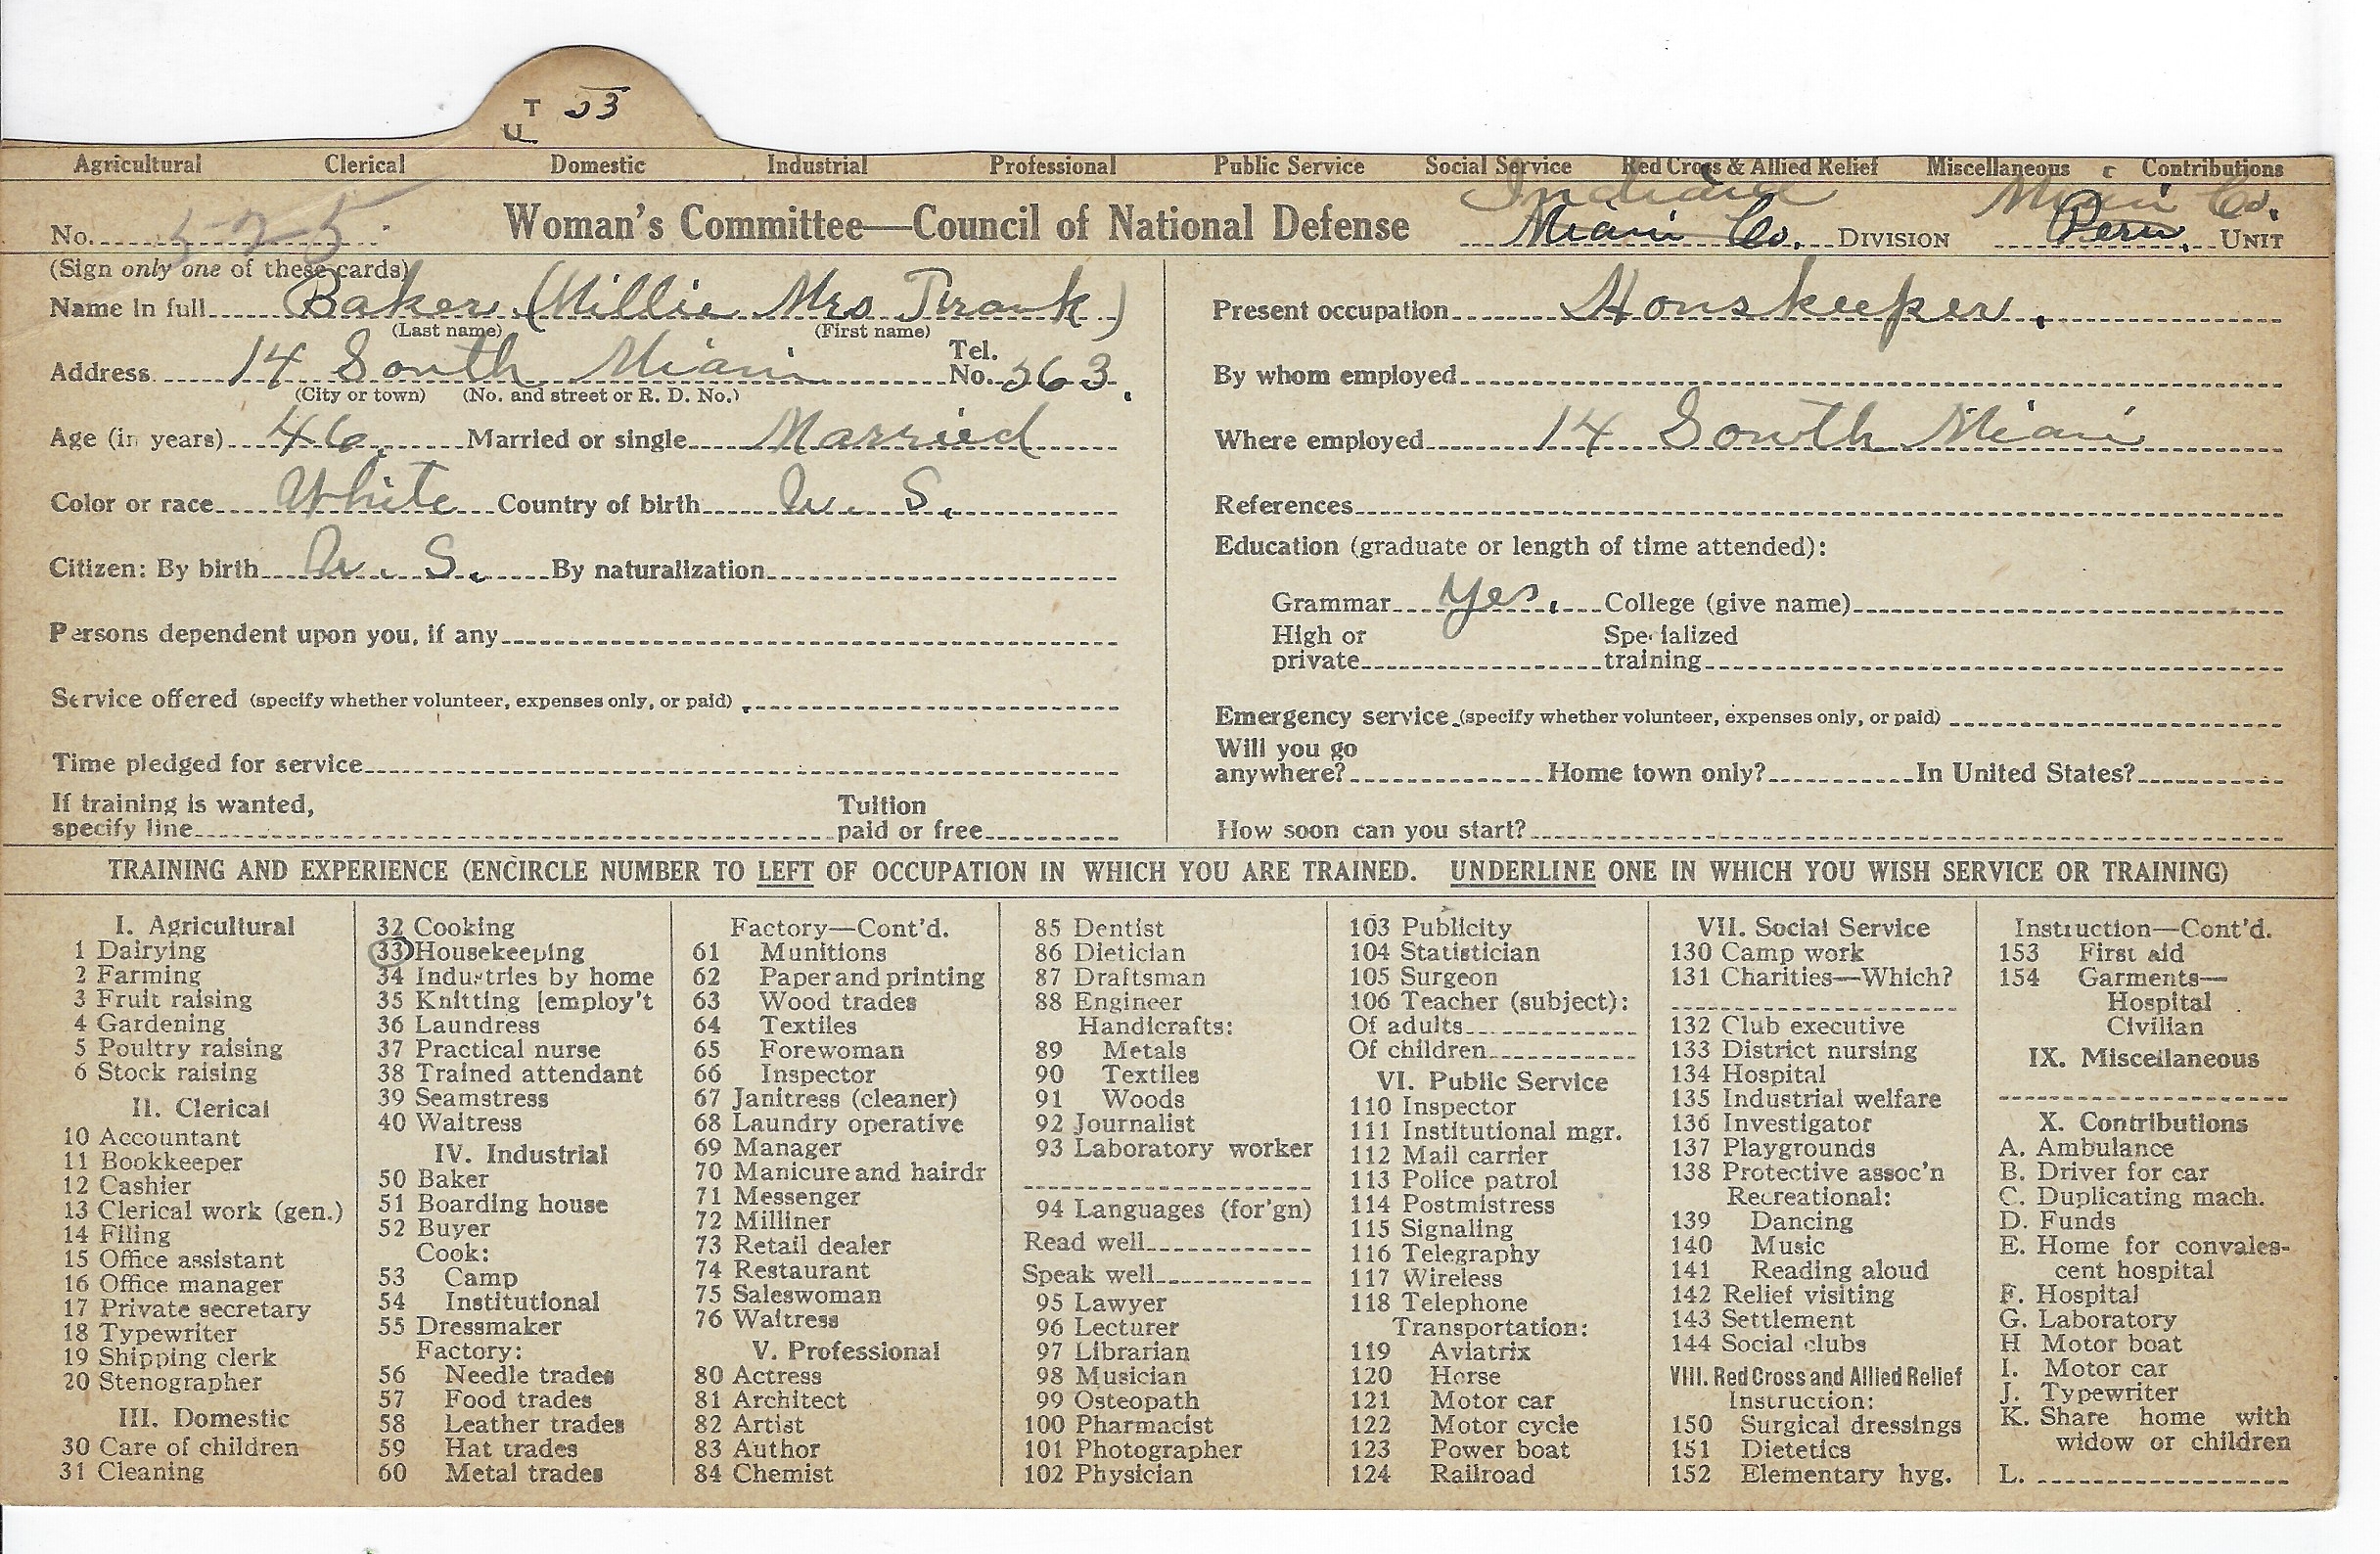 T 33
U
Agricultural Clerical Domestic Industrial Professional Public Service Social Service Red Cross & Allied Relief Miscellaneous Contributions
Indiana Miami Co.
No. 525 Woman's Committee—Council of National Defense Miami Co. DIVISION Peru. UNIT
(Sign only one of these cards)
Name in full Baker (Millie Mrs Frank)
(Last name) (First name)
Address 14 South Miami Tel. No. 563.
(City or town) (No. and street or R. D. No.)
Age (in years) 46. Married or single Married
Color or race White Country of birth U. S.
Citizen: By birth U. S. By naturalization
Persons dependent upon you, if any
Service offered (specify whether volunteer, expenses only, or paid)
Time pledged for service
If training is wanted,
specify line
Tuition
paid or free
Present occupation Houskeeper.
By whom employed
Where employed 14 South Miami
References
Education (graduate or length of time attended):
Grammar Yes. College (give name)
High or
private
Specialized
training
Emergency service (specify whether volunteer, expenses only, or paid)
Will you go
anywhere? Home town only? In United States?
How soon can you start?
TRAINING AND EXPERIENCE (ENCIRCLE NUMBER TO LEFT OF OCCUPATION IN WHICH YOU ARE TRAINED. UNDERLINE ONE IN WHICH YOU WISH SERVICE OR TRAINING)
I. Agricultural
1 Dairying
2 Farming
3 Fruit raising
4 Gardening
5 Poultry raising
6 Stock raising
II. Clerical
10 Accountant
11 Bookkeeper
12 Cashier
13 Clerical work (gen.)
14 Filing
15 Office assistant
16 Office manager
17 Private secretary
18 Typewriter
19 Shipping clerk
20 Stenographer
III. Domestic
30 Care of children
31 Cleaning
32 Cooking
33 Housekeeping
34 Industries by home
35 Knitting [employ't
36 Laundress
37 Practical nurse
38 Trained attendant
39 Seamstress
40 Waitress
IV. Industrial
50 Baker
51 Boarding house
52 Buyer
Cook:
53 Camp
54 Institutional
55 Dressmaker
Factory:
56 Needle trades
57 Food trades
58 Leather trades
59 Hat trades
60 Metal trades
Factory—Cont'd.
61 Munitions
62 Paper and printing
63 Wood trades
64 Textiles
65 Forewoman
66 Inspector
67 Janitress (cleaner)
68 Laundry operative
69 Manager
70 Manicure and hairdr
71 Messenger
72 Milliner
73 Retail dealer
74 Restaurant
75 Saleswoman
76 Waitress
V. Professional
80 Actress
81 Architect
82 Artist
83 Author
84 Chemist
85 Dentist
86 Dietician
87 Draftsman
88 Engineer
Handicrafts:
89 Metals
90 Textiles
91 Woods
92 Journalist
93 Laboratory worker
94 Languages (for'gn)
Read well
Speak well
95 Lawyer
96 Lecturer
97 Librarian
98 Musician
99 Osteopath
100 Pharmacist
101 Photographer
102 Physician
103 Publicity
104 Statistician
105 Surgeon
106 Teacher (subject):
Of adults
Of children
VI. Public Service
110 Inspector
111 Institutional mgr.
112 Mail carrier
113 Police patrol
114 Postmistress
115 Signaling
116 Telegraphy
117 Wireless
118 Telephone
Transportation:
119 Aviatrix
120 Horse
121 Motor car
122 Motor cycle
123 Power boat
124 Railroad
VII. Social Service
130 Camp work
131 Charities—Which?
132 Club executive
133 District nursing
134 Hospital
135 Industrial welfare
136 Investigator
137 Playgrounds
138 Protective assoc'n
Recreational:
139 Dancing
140 Music
141 Reading aloud
142 Relief visiting
143 Settlement
144 Social clubs
VIII. Red Cross and Allied Relief
Instruction:
150 Surgical dressings
151 Dietetics
152 Elementary hyg.
Instruction—Cont'd.
153 First aid
154 Garments—
Hospital
Civilian
IX. Miscellaneous
X. Contributions
A. Ambulance
B. Driver for car
C. Duplicating mach.
D. Funds
E. Home for convales-
cent hospital
F. Hospital
G. Laboratory
H Motor boat
I. Motor car
J. Typewriter
K. Share home with
widow or children
L.